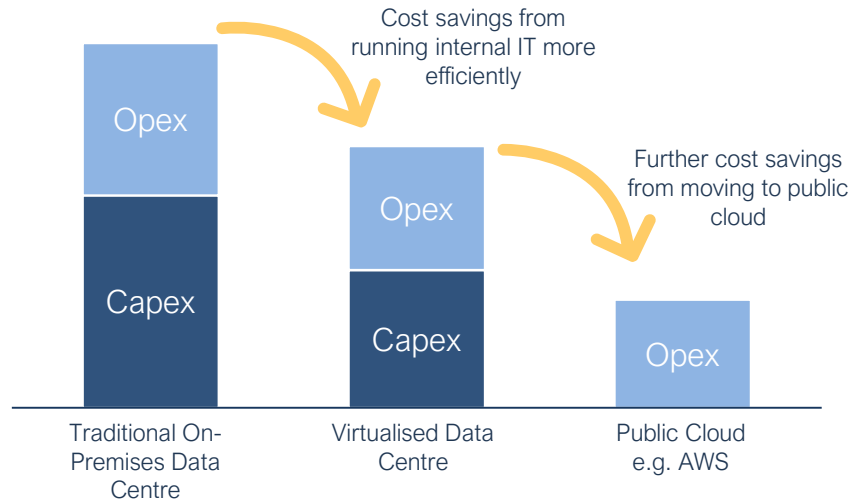 Cost savings from
running internal IT more
efficiently
Opex
Capex
Further cost savings
from moving to public
cloud
Opex
Capex
Opex
Traditional On-
Premises Data
Centre
Virtualised Data
Centre
Public Cloud
e.g. AWS